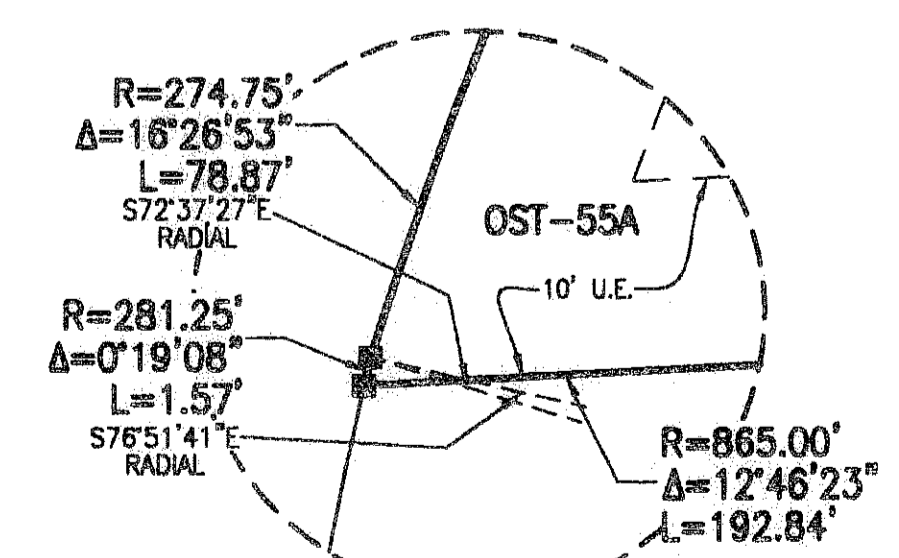 R=274.75'
Δ=16°26'53"
L=78.87'
S72°37'27"E
RADIAL
OST-55A
10' U.E.
R=281.25'
Δ=0°19'08"
L=1.57'
S76°51'41"E
RADIAL
R=865.00'
Δ=12°46'23"
L=192.84'